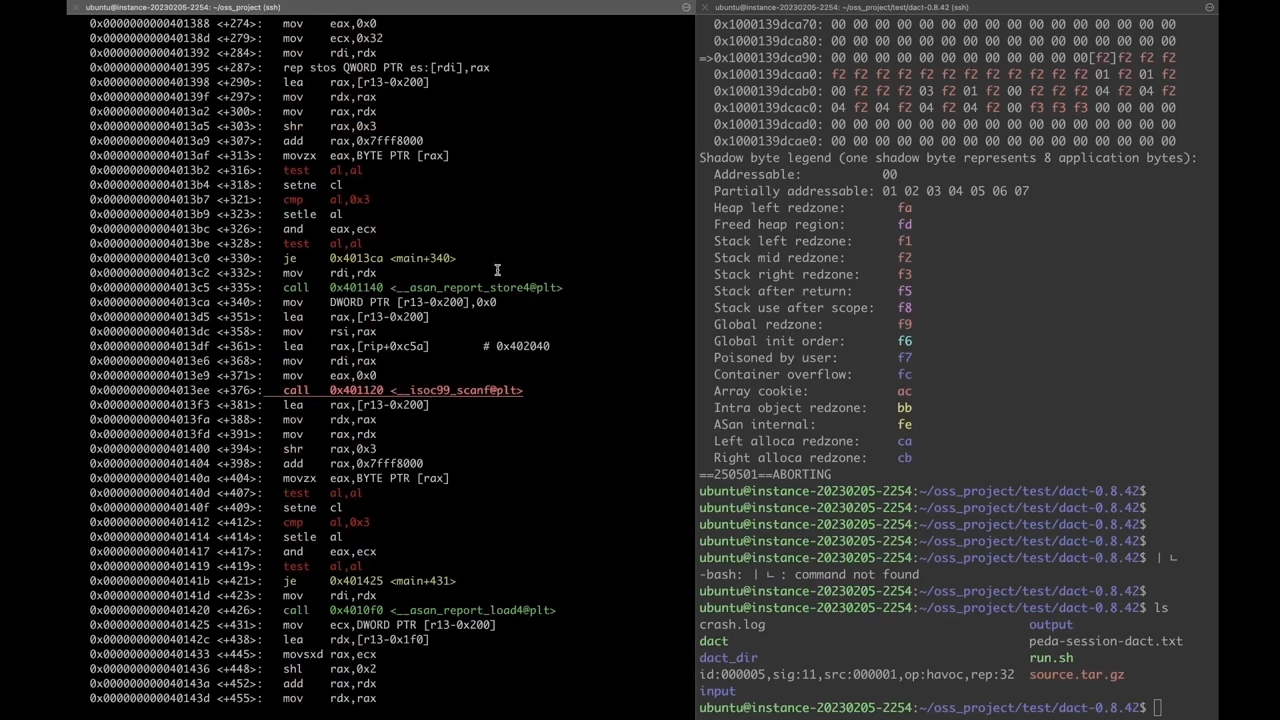 ubuntu@instance-20230205-2254: ~/oss_project (ssh)
0x0000000000401388 <+274>: mov eax,0x0
0x000000000040138d <+279>: mov ecx,0x32
0x0000000000401392 <+284>: mov rdi,rdx
0x0000000000401395 <+287>: rep stos QWORD PTR es:[rdi],rax
0x0000000000401398 <+290>: lea rax,[r13-0x200]
0x000000000040139f <+297>: mov rdx,rax
0x00000000004013a2 <+300>: mov rax,rdx
0x00000000004013a5 <+303>: shr rax,0x3
0x00000000004013a9 <+307>: add rax,0x7fff8000
0x00000000004013af <+313>: movzx eax,BYTE PTR [rax]
0x00000000004013b2 <+316>: test al,al
0x00000000004013b4 <+318>: setne cl
0x00000000004013b7 <+321>: cmp al,0x3
0x00000000004013b9 <+323>: setle al
0x00000000004013bc <+326>: and eax,ecx
0x00000000004013be <+328>: test al,al
0x00000000004013c0 <+330>: je 0x4013ca <main+340>
0x00000000004013c2 <+332>: mov rdi,rdx
0x00000000004013c5 <+335>: call 0x401140 <__asan_report_store4@plt>
0x00000000004013ca <+340>: mov DWORD PTR [r13-0x200],0x0
0x00000000004013d5 <+351>: lea rax,[r13-0x200]
0x00000000004013dc <+358>: mov rsi,rax
0x00000000004013df <+361>: lea rax,[rip+0xc5a] # 0x402040
0x00000000004013e6 <+368>: mov rdi,rax
0x00000000004013e9 <+371>: mov eax,0x0
0x00000000004013ee <+376>: call 0x401120 <__isoc99_scanf@plt>
0x00000000004013f3 <+381>: lea rax,[r13-0x200]
0x00000000004013fa <+388>: mov rdx,rax
0x00000000004013fd <+391>: mov rax,rdx
0x0000000000401400 <+394>: shr rax,0x3
0x0000000000401404 <+398>: add rax,0x7fff8000
0x000000000040140a <+404>: movzx eax,BYTE PTR [rax]
0x000000000040140d <+407>: test al,al
0x000000000040140f <+409>: setne cl
0x0000000000401412 <+412>: cmp al,0x3
0x0000000000401414 <+414>: setle al
0x0000000000401417 <+417>: and eax,ecx
0x0000000000401419 <+419>: test al,al
0x000000000040141b <+421>: je 0x401425 <main+431>
0x000000000040141d <+423>: mov rdi,rdx
0x0000000000401420 <+426>: call 0x4010f0 <__asan_report_load4@plt>
0x0000000000401425 <+431>: mov ecx,DWORD PTR [r13-0x200]
0x000000000040142c <+438>: lea rdx,[r13-0x1f0]
0x0000000000401433 <+445>: movsxd rax,ecx
0x0000000000401436 <+448>: shl rax,0x2
0x000000000040143a <+452>: add rax,rdx
0x000000000040143d <+455>: mov rdx,rax
ubuntu@instance-20230205-2254: ~/oss_project/test/dact-0.8.42 (ssh)
0x1000139dca70: 00 00 00 00 00 00 00 00 00 00 00 00 00 00 00 00
0x1000139dca80: 00 00 00 00 00 00 00 00 00 00 00 00 00 00 00 00
=>0x1000139dca90: 00 00 00 00 00 00 00 00 00 00 00 00[f2]f2 f2 f2
0x1000139dcaa0: f2 f2 f2 f2 f2 f2 f2 f2 f2 f2 f2 f2 01 f2 01 f2
0x1000139dcab0: 00 f2 f2 f2 03 f2 01 f2 00 f2 f2 f2 04 f2 04 f2
0x1000139dcac0: 04 f2 04 f2 04 f2 04 f2 00 f3 f3 f3 00 00 00 00
0x1000139dcad0: 00 00 00 00 00 00 00 00 00 00 00 00 00 00 00 00
0x1000139dcae0: 00 00 00 00 00 00 00 00 00 00 00 00 00 00 00 00
Shadow byte legend (one shadow byte represents 8 application bytes):
Addressable: 00
Partially addressable: 01 02 03 04 05 06 07
Heap left redzone: fa
Freed heap region: fd
Stack left redzone: f1
Stack mid redzone: f2
Stack right redzone: f3
Stack after return: f5
Stack use after scope: f8
Global redzone: f9
Global init order: f6
Poisoned by user: f7
Container overflow: fc
Array cookie: ac
Intra object redzone: bb
ASan internal: fe
Left alloca redzone: ca
Right alloca redzone: cb
==250501==ABORTING
ubuntu@instance-20230205-2254:~/oss_project/test/dact-0.8.42$
ubuntu@instance-20230205-2254:~/oss_project/test/dact-0.8.42$
ubuntu@instance-20230205-2254:~/oss_project/test/dact-0.8.42$
ubuntu@instance-20230205-2254:~/oss_project/test/dact-0.8.42$
ubuntu@instance-20230205-2254:~/oss_project/test/dact-0.8.42$ ㅣㄴ
-bash: ㅣㄴ: command not found
ubuntu@instance-20230205-2254:~/oss_project/test/dact-0.8.42$
ubuntu@instance-20230205-2254:~/oss_project/test/dact-0.8.42$ ls
crash.log output
dact peda-session-dact.txt
dact_dir run.sh
id:000005,sig:11,src:000001,op:havoc,rep:32 source.tar.gz
input
ubuntu@instance-20230205-2254:~/oss_project/test/dact-0.8.42$